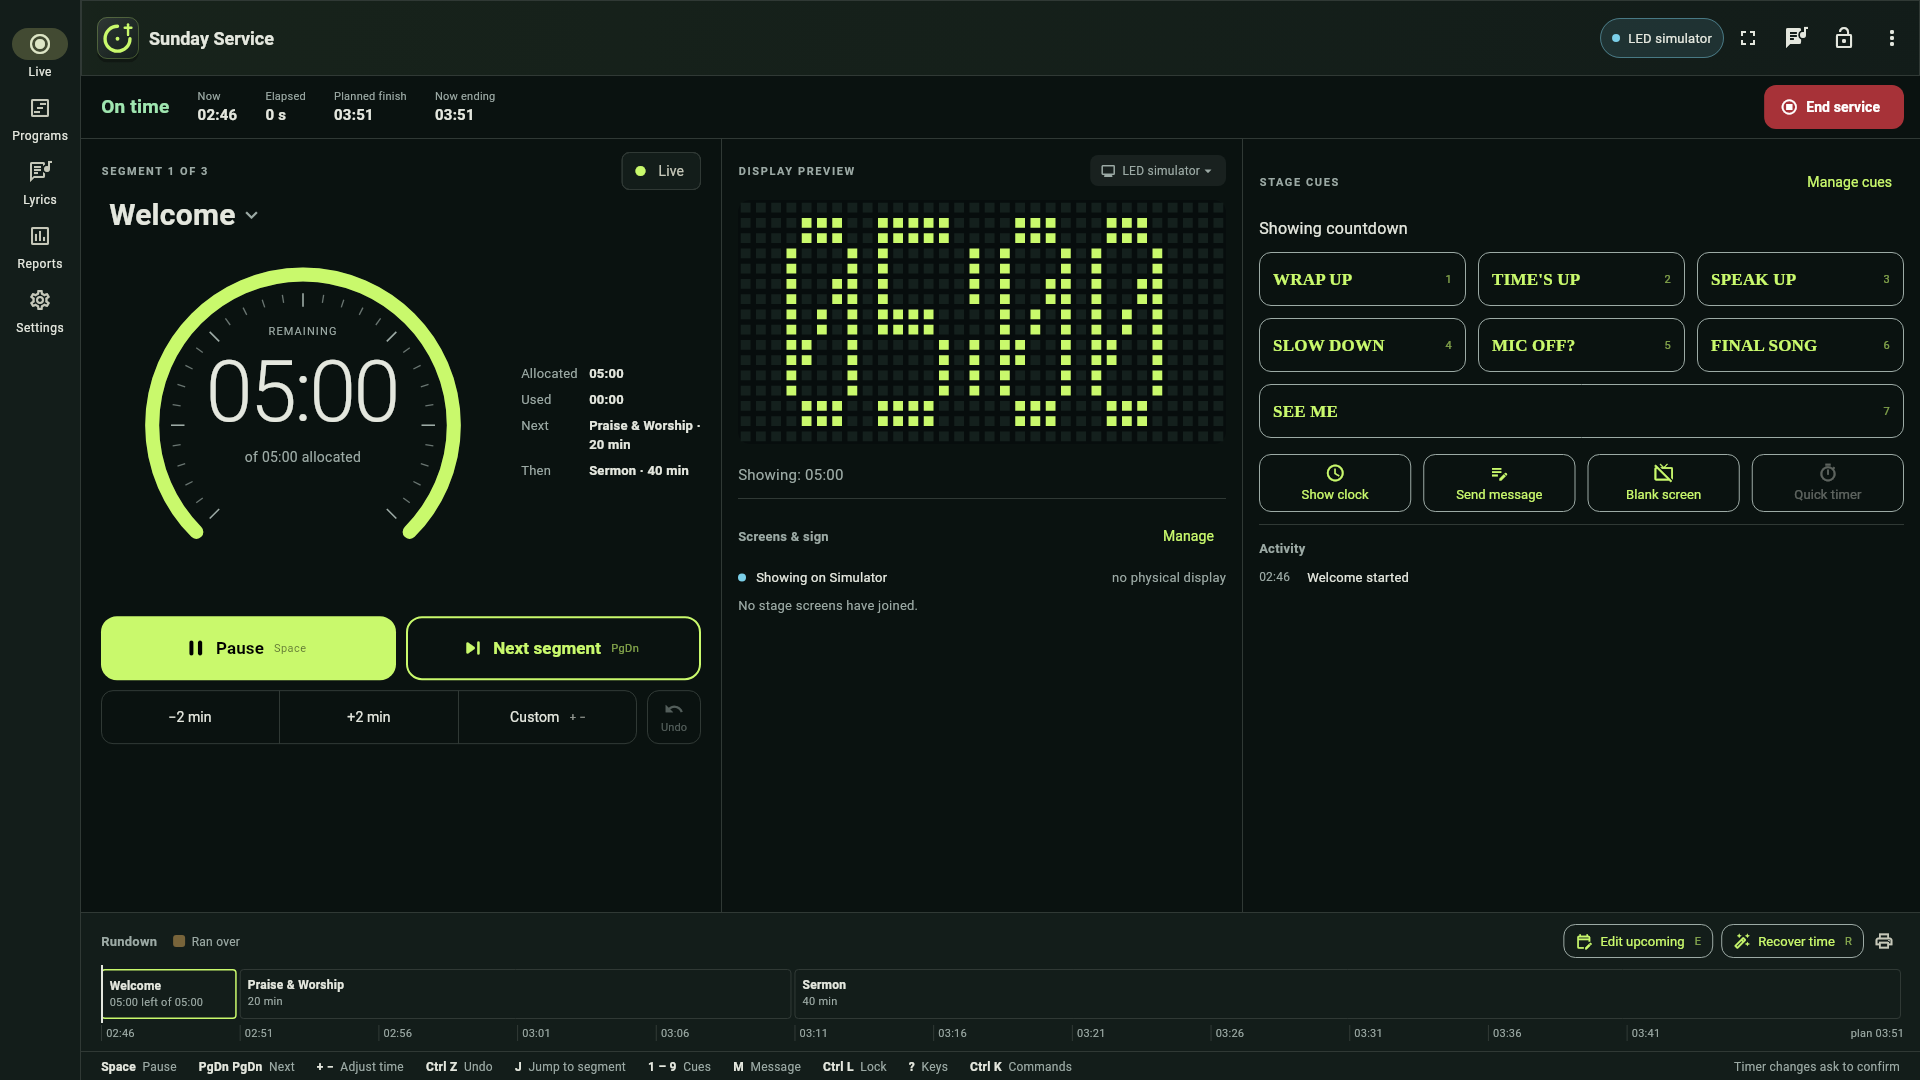 Sunday Service
LED simulator
Live
Programs
Lyrics
Reports
Settings
On time
Now
02:46
Elapsed
0 s
Planned finish
03:51
Now ending
03:51
End service
SEGMENT 1 OF 3
Live
Welcome
REMAINING
05:00
of 05:00 allocated
Allocated 05:00
Used 00:00
Next Praise & Worship ·
20 min
Then Sermon · 40 min
Pause Space
Next segment PgDn
−2 min
+2 min
Custom + −
Undo
DISPLAY PREVIEW
LED simulator
05:00
Showing: 05:00
Screens & sign
Manage
Showing on Simulator
no physical display
No stage screens have joined.
STAGE CUES
Manage cues
Showing countdown
WRAP UP 1
TIME'S UP 2
SPEAK UP 3
SLOW DOWN 4
MIC OFF? 5
FINAL SONG 6
SEE ME 7
Show clock
Send message
Blank screen
Quick timer
Activity
02:46 Welcome started
Rundown
Ran over
Edit upcoming E
Recover time R
Welcome
05:00 left of 05:00
Praise & Worship
20 min
Sermon
40 min
02:46 02:51 02:56 03:01 03:06 03:11 03:16 03:21 03:26 03:31 03:36 03:41 plan 03:51
Space Pause PgDn PgDn Next + − Adjust time Ctrl Z Undo J Jump to segment 1 – 9 Cues M Message Ctrl L Lock ? Keys Ctrl K Commands
Timer changes ask to confirm